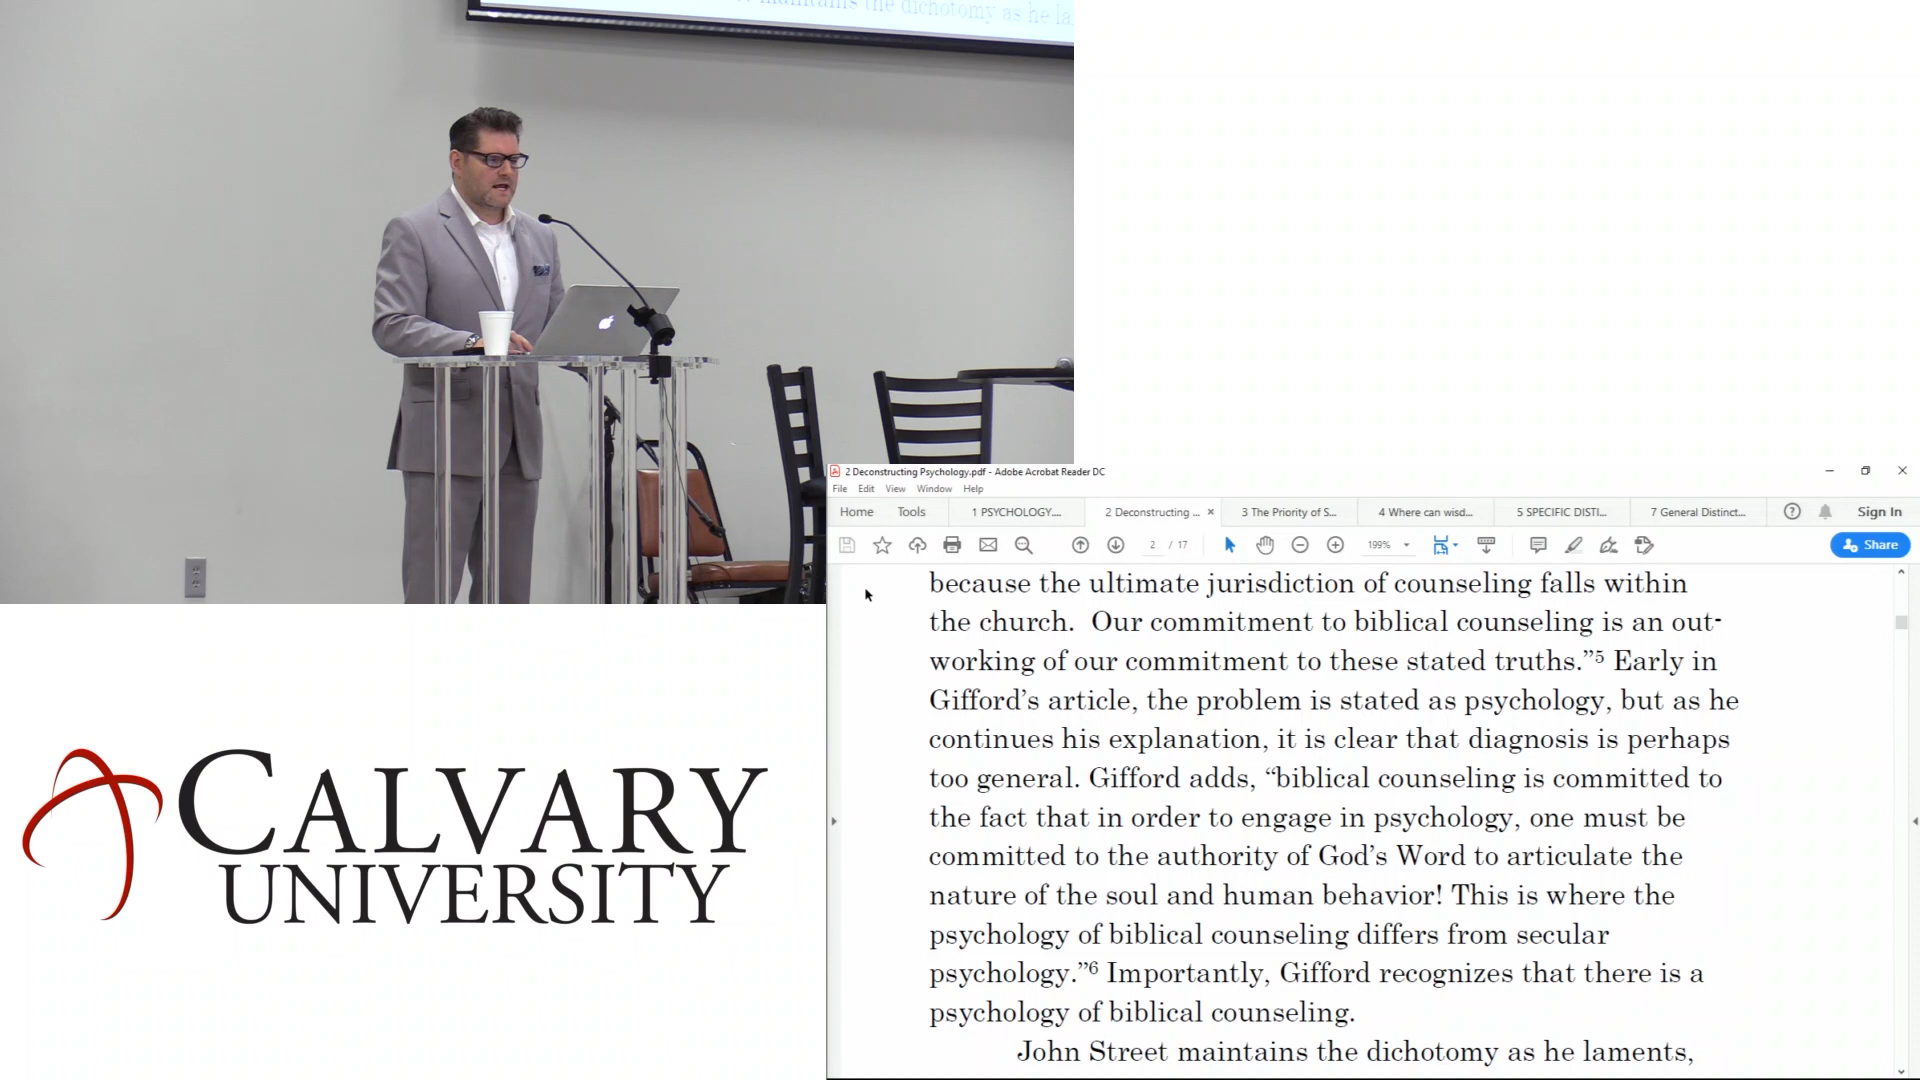 maintains the dichotomy as he la
2 Deconstructing Psychology.pdf - Adobe Acrobat Reader DC
File Edit View Window Help
Home Tools 1 PSYCHOLOGY.... 2 Deconstructing ... × 3 The Priority of S... 4 Where can wisd... 5 SPECIFIC DISTI... 7 General Distinct... Sign In
2 / 17 199% Share
because the ultimate jurisdiction of counseling falls within
the church. Our commitment to biblical counseling is an out-
working of our commitment to these stated truths.”⁵ Early in
Gifford’s article, the problem is stated as psychology, but as he
continues his explanation, it is clear that diagnosis is perhaps
too general. Gifford adds, “biblical counseling is committed to
the fact that in order to engage in psychology, one must be
committed to the authority of God’s Word to articulate the
nature of the soul and human behavior! This is where the
psychology of biblical counseling differs from secular
psychology.”⁶ Importantly, Gifford recognizes that there is a
psychology of biblical counseling.
John Street maintains the dichotomy as he laments,
CALVARY
UNIVERSITY